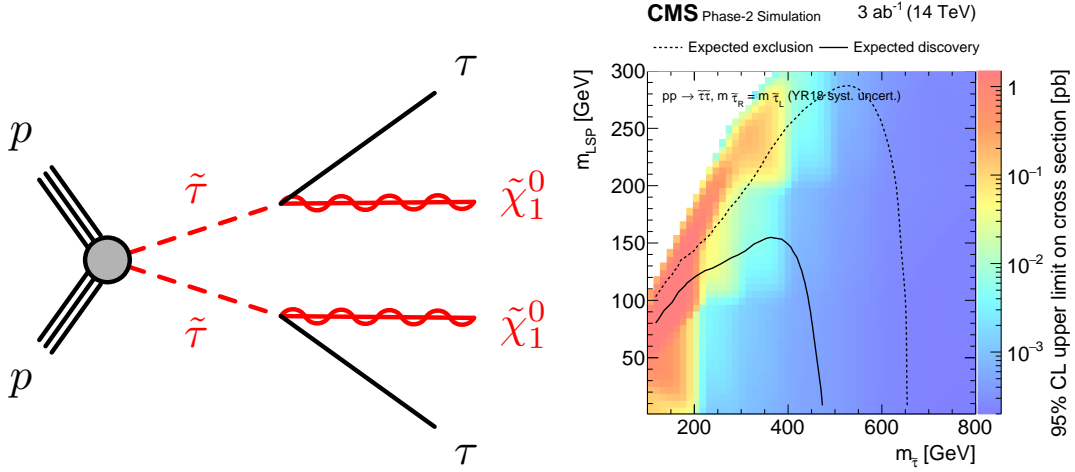 p
p
τ̃
τ̃
τ
τ
χ̃₁⁰
χ̃₁⁰
CMS Phase-2 Simulation 3 ab⁻¹ (14 TeV)
Expected exclusion Expected discovery
pp → τ̃τ̃, m τ̃_R = m τ̃_L (YR18 syst. uncert.)
m_LSP [GeV]
300
250
200
150
100
50
200 400 600 800
m_τ̃ [GeV]
1
10⁻¹
10⁻²
10⁻³
95% CL upper limit on cross section [pb]